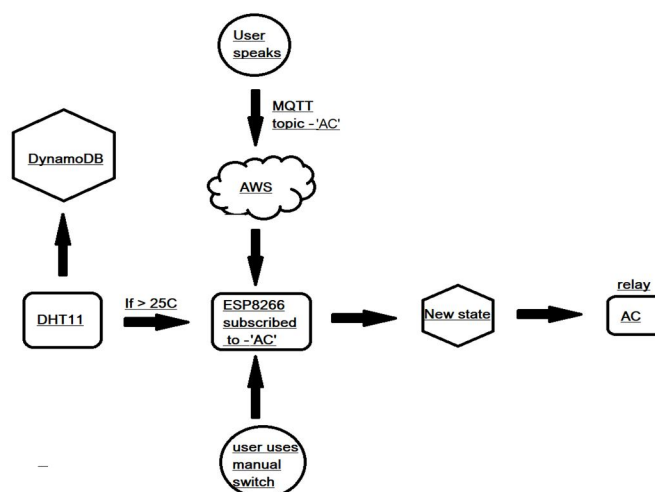 User
speaks
MQTT
topic -'AC'
DynamoDB
AWS
If > 25C
DHT11
ESP8266
subscribed
to -'AC'
New state
relay
AC
user uses
manual
switch